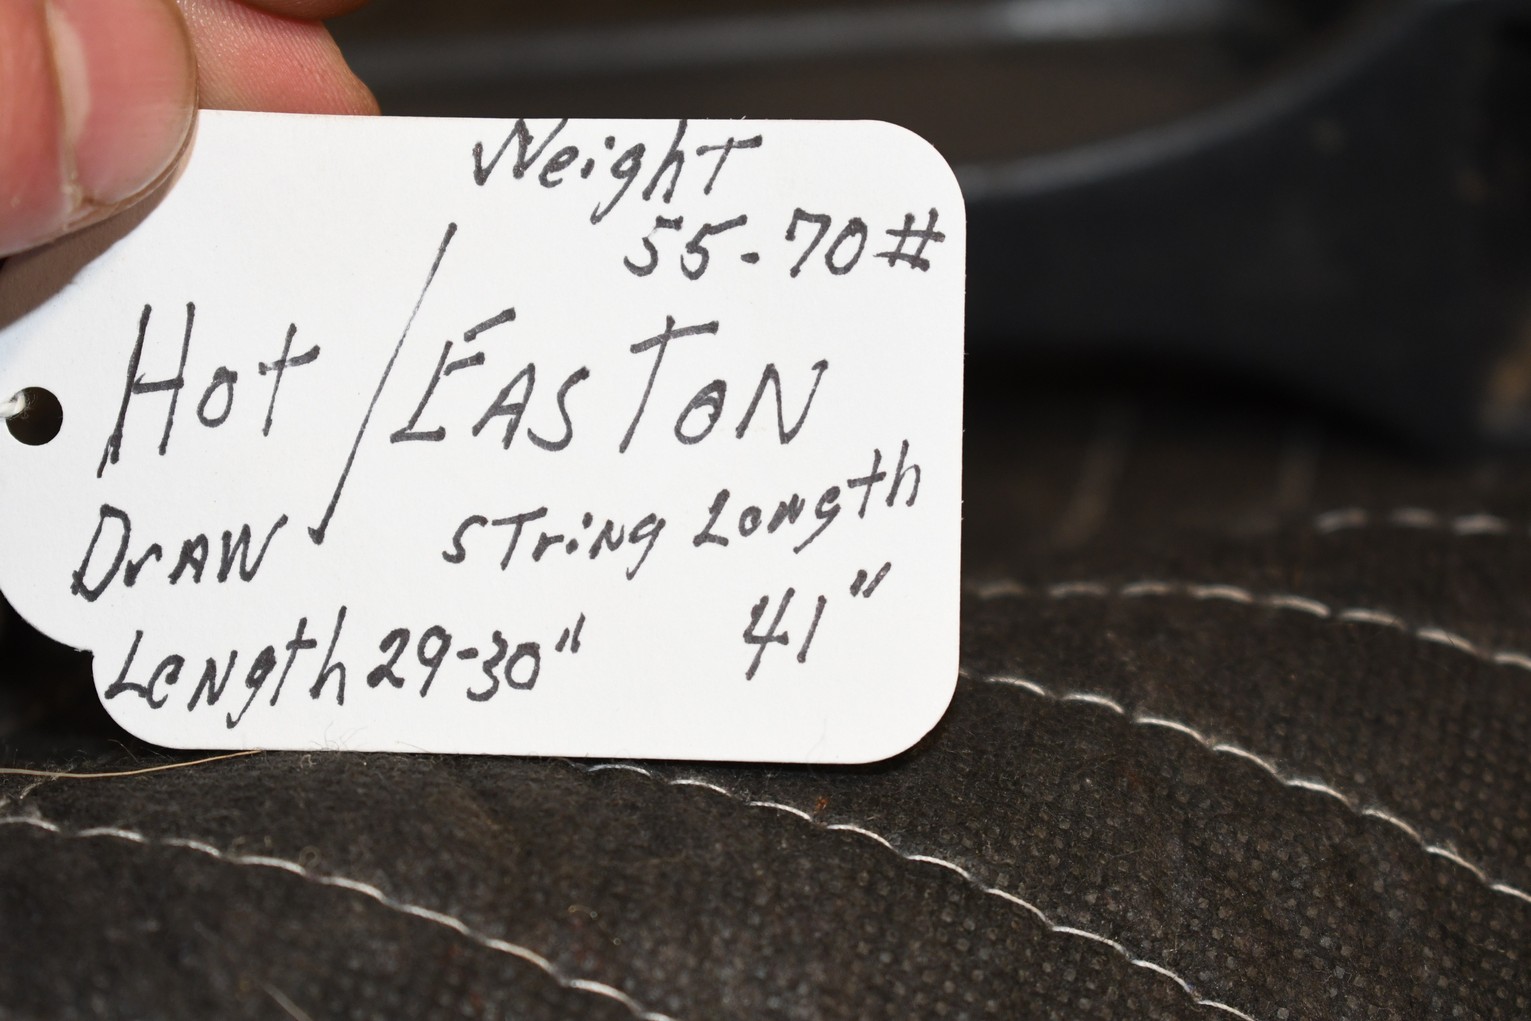 Weight
55-70#
Hot / EASTON
DrAW
Length 29-30"
STriNg Length
41"